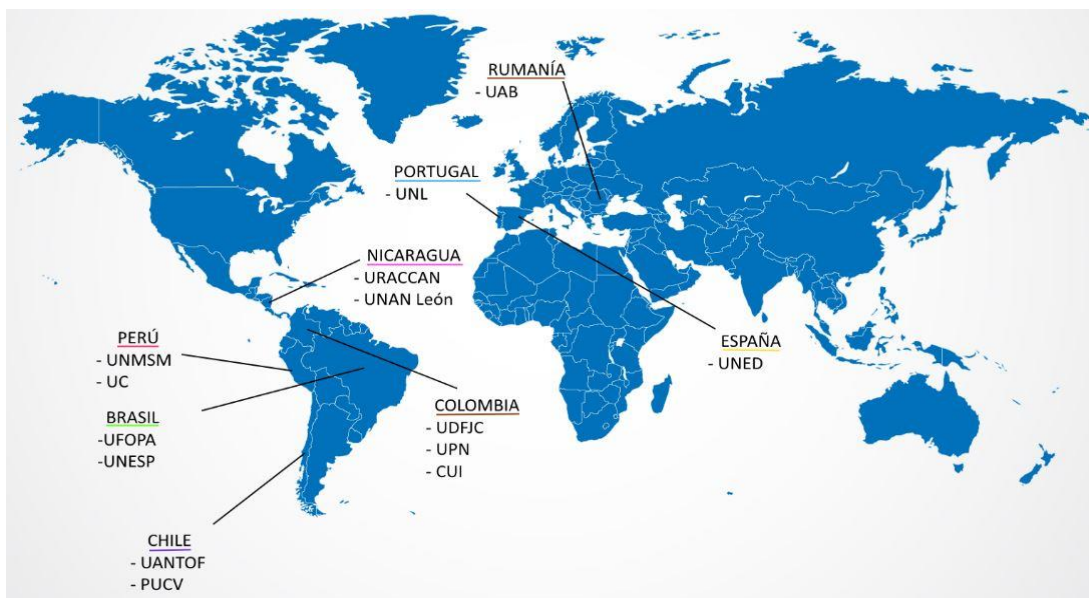 RUMANÍA
- UAB
PORTUGAL
- UNL
NICARAGUA
- URACCAN
- UNAN León
PERÚ
- UNMSM
- UC
BRASIL
-UFOPA
-UNESP
COLOMBIA
- UDFJC
- UPN
- CUI
ESPAÑA
- UNED
CHILE
- UANTOF
- PUCV